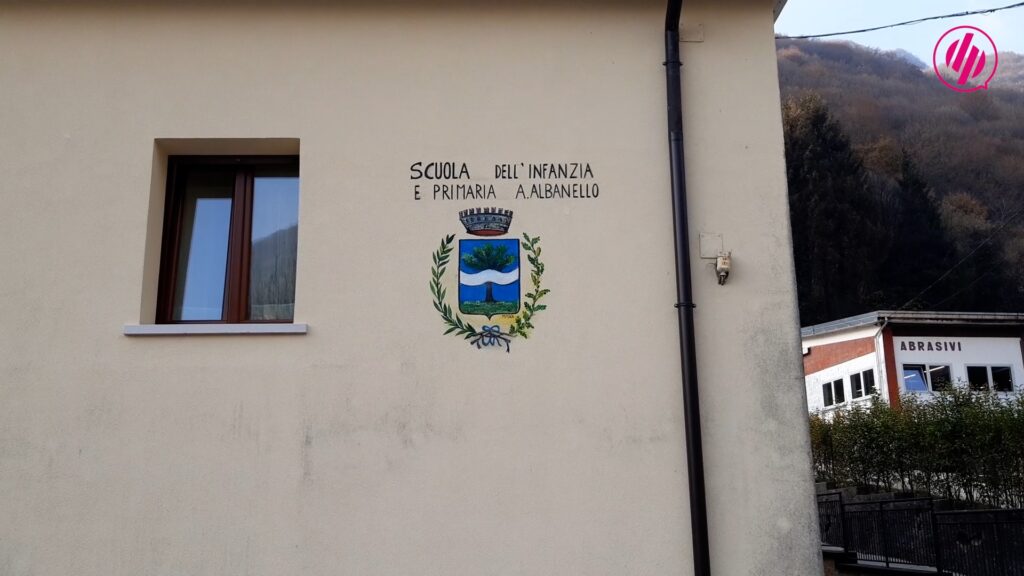 SCUOLA DELL'INFANZIA
E PRIMARIA A.ALBANELLO
ABRASIVI